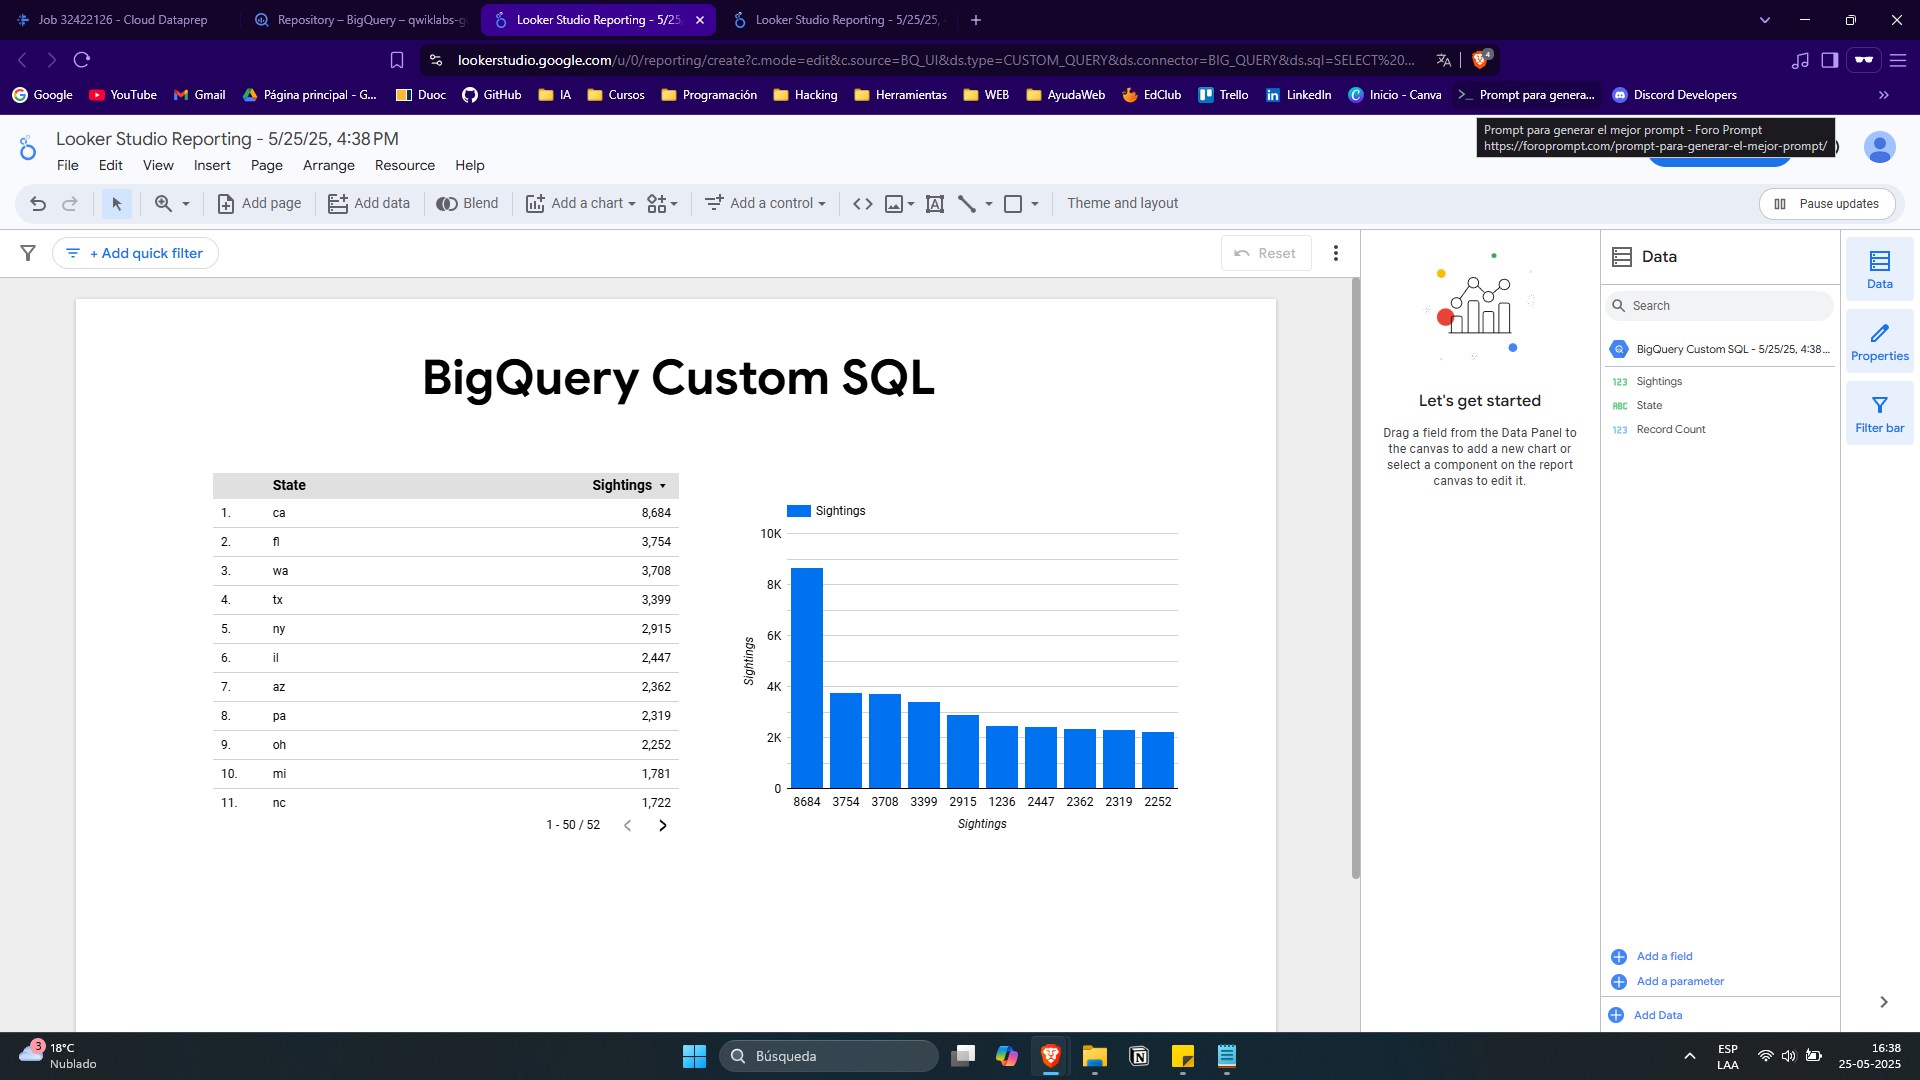 Job 32422126 - Cloud Dataprep
Repository – BigQuery – qwiklabs-g
Looker Studio Reporting - 5/25
Looker Studio Reporting - 5/25/25,
lookerstudio.google.com/u/0/reporting/create?c.mode=edit&c.source=BQ_UI&ds.type=CUSTOM_QUERY&ds.connector=BIG_QUERY&ds.sql=SELECT%20...
4
Google
YouTube
Gmail
Página principal - G...
Duoc
GitHub
IA
Cursos
Programación
Hacking
Herramientas
WEB
AyudaWeb
EdClub
Trello
LinkedIn
Inicio - Canva
Prompt para genera...
Discord Developers
Prompt para generar el mejor prompt - Foro Prompt
https://foroprompt.com/prompt-para-generar-el-mejor-prompt/
Looker Studio Reporting - 5/25/25, 4:38 PM
File Edit View Insert Page Arrange Resource Help
Add page
Add data
Blend
Add a chart
Add a control
Theme and layout
Pause updates
+ Add quick filter
Reset
BigQuery Custom SQL
State Sightings
1. ca 8,684
2. fl 3,754
3. wa 3,708
4. tx 3,399
5. ny 2,915
6. il 2,447
7. az 2,362
8. pa 2,319
9. oh 2,252
10. mi 1,781
11. nc 1,722
1 - 50 / 52
Sightings
10K
8K
6K
4K
2K
0
Sightings
8684 3754 3708 3399 2915 1236 2447 2362 2319 2252
Sightings
Let's get started
Drag a field from the Data Panel to
the canvas to add a new chart or
select a component on the report
canvas to edit it.
Data
Search
BigQuery Custom SQL - 5/25/25, 4:38...
123 Sightings
ABC State
123 Record Count
Add a field
Add a parameter
Add Data
Data
Properties
Filter bar
3
18°C
Nublado
Búsqueda
ESP
LAA
16:38
25-05-2025